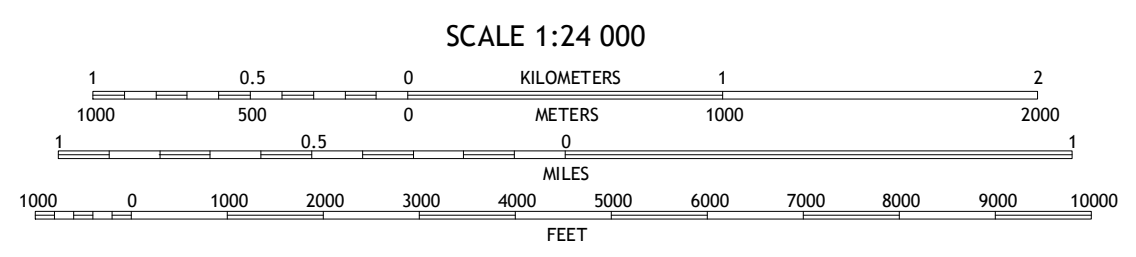 SCALE 1:24 000
1 0.5 0 KILOMETERS 1 2
1000 500 0 METERS 1000 2000
1 0.5 0 1
MILES
1000 0 1000 2000 3000 4000 5000 6000 7000 8000 9000 10000
FEET